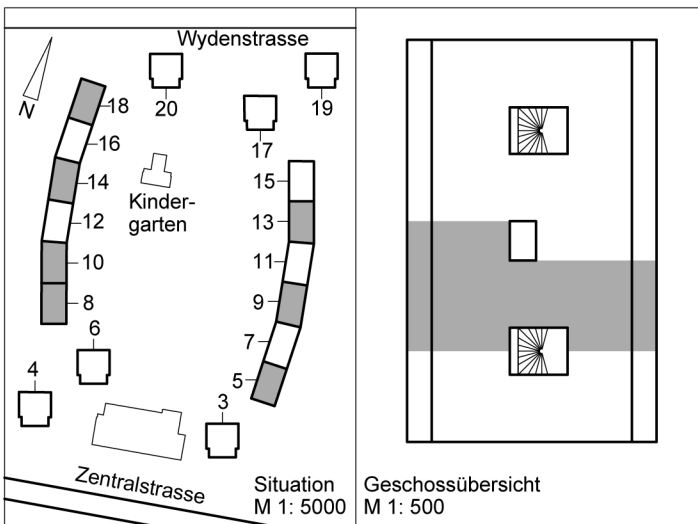 Wydenstrasse
N
18
20
19
16
17
14
15
Kinder-
garten
12
13
10
11
8
9
6
7
4
5
3
Zentralstrasse
Situation
M 1: 5000
Geschossübersicht
M 1: 500